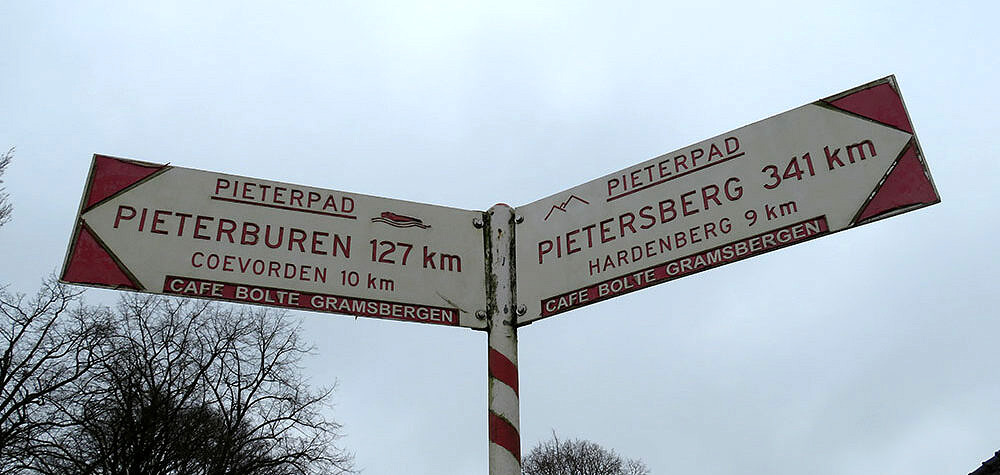 PIETERPAD
PIETERBUREN 127 km
COEVORDEN 10 km
CAFE BOLTE GRAMSBERGEN
PIETERPAD
PIETERSBERG 341 km
HARDENBERG 9 km
CAFE BOLTE GRAMSBERGEN